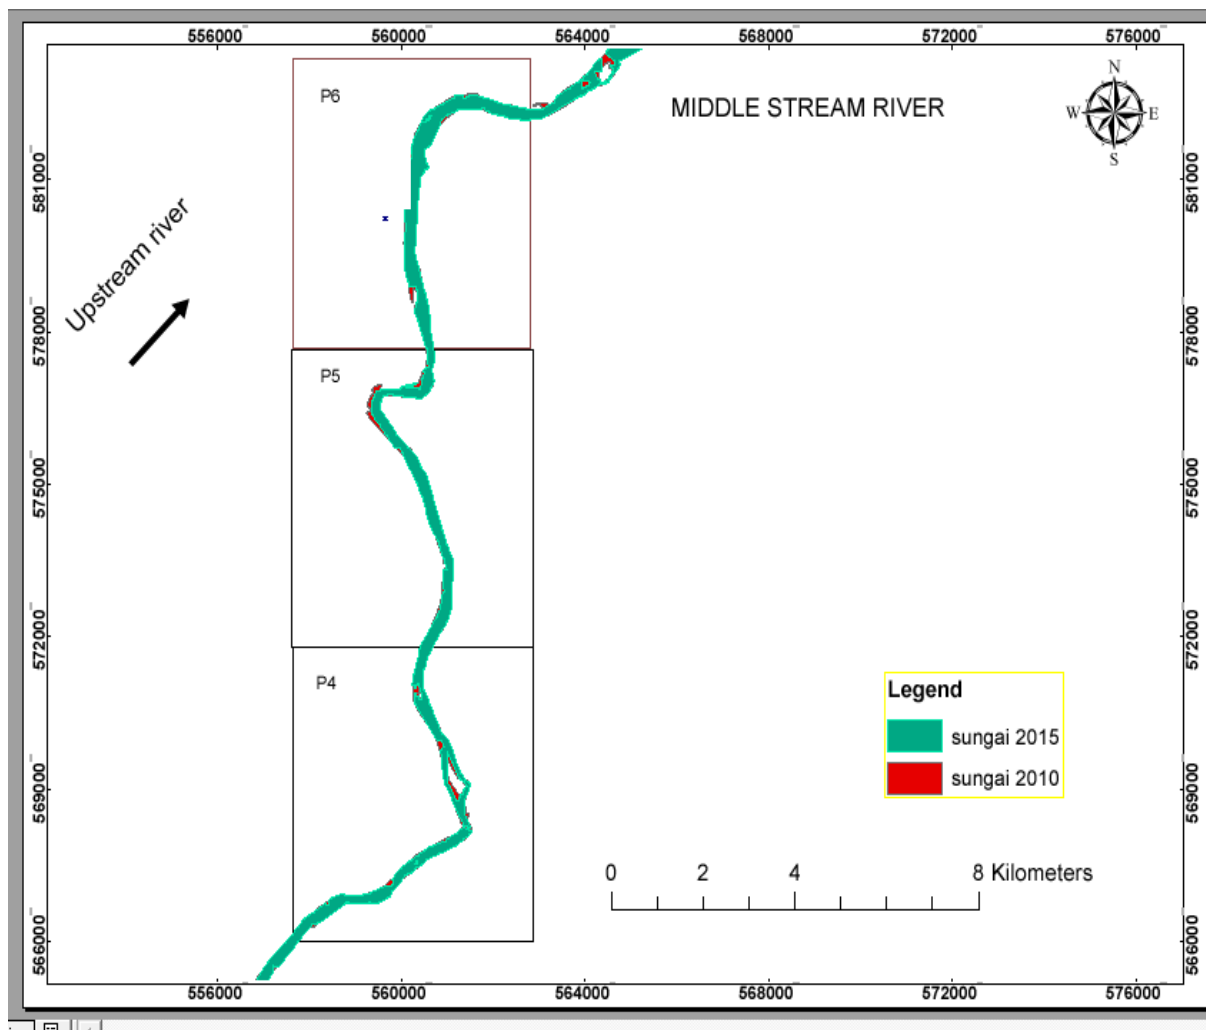 556000 560000 564000 568000 572000 576000
P6
MIDDLE STREAM RIVER
N
W E
S
581000 581000
Upstream river
578000 578000
P5
575000 575000
572000 572000
P4
Legend
sungai 2015
sungai 2010
569000 569000
0 2 4 8 Kilometers
566000 566000
556000 560000 564000 568000 572000 576000